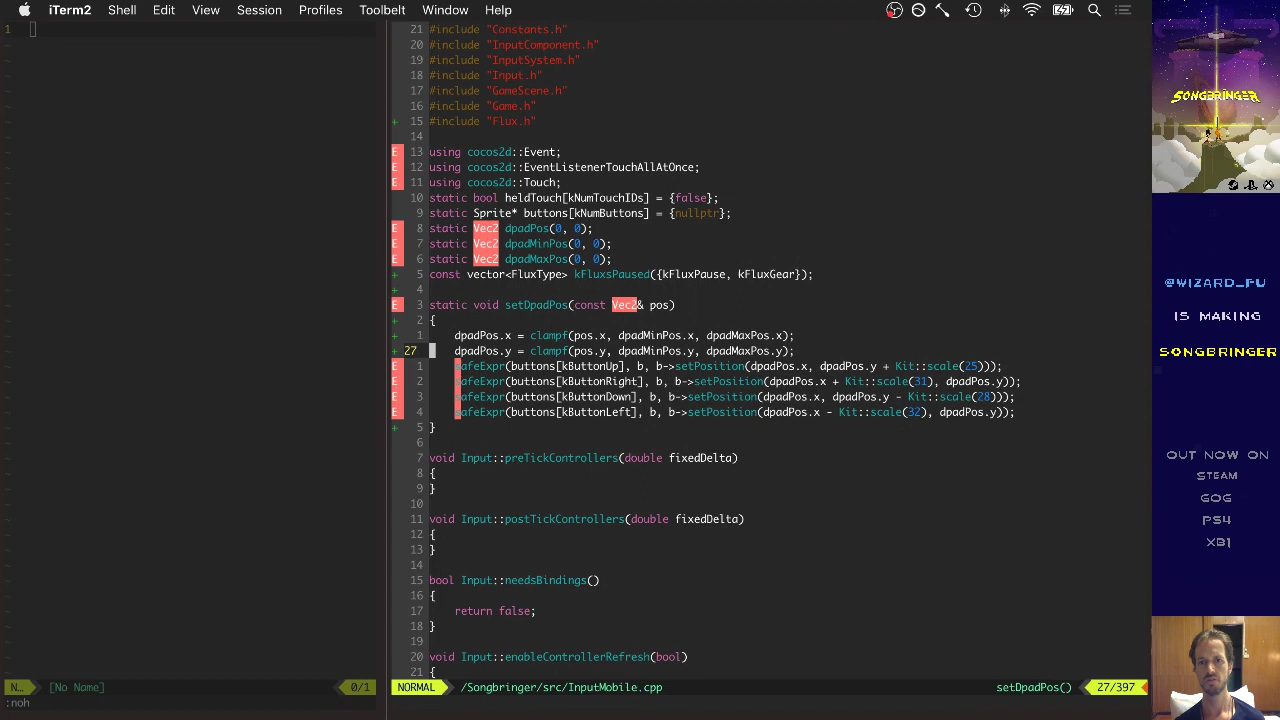 iTerm2 Shell Edit View Session Profiles Toolbelt Window Help
1
21 #include "Constants.h"
20 #include "InputComponent.h"
19 #include "InputSystem.h"
18 #include "Input.h"
17 #include "GameScene.h"
16 #include "Game.h"
+ 15 #include "Flux.h"
14
E 13 using cocos2d::Event;
E 12 using cocos2d::EventListenerTouchAllAtOnce;
E 11 using cocos2d::Touch;
10 static bool heldTouch[kNumTouchIDs] = {false};
9 static Sprite* buttons[kNumButtons] = {nullptr};
E 8 static Vec2 dpadPos(0, 0);
E 7 static Vec2 dpadMinPos(0, 0);
E 6 static Vec2 dpadMaxPos(0, 0);
+ 5 const vector<FluxType> kFluxsPaused({kFluxPause, kFluxGear});
+ 4
E 3 static void setDpadPos(const Vec2& pos)
+ 2 {
+ 1 dpadPos.x = clampf(pos.x, dpadMinPos.x, dpadMaxPos.x);
+ 27 dpadPos.y = clampf(pos.y, dpadMinPos.y, dpadMaxPos.y);
E 1 safeExpr(buttons[kButtonUp], b, b->setPosition(dpadPos.x, dpadPos.y + Kit::scale(25)));
E 2 safeExpr(buttons[kButtonRight], b, b->setPosition(dpadPos.x + Kit::scale(31), dpadPos.y));
E 3 safeExpr(buttons[kButtonDown], b, b->setPosition(dpadPos.x, dpadPos.y - Kit::scale(28)));
E 4 safeExpr(buttons[kButtonLeft], b, b->setPosition(dpadPos.x - Kit::scale(32), dpadPos.y));
+ 5 }
6
7 void Input::preTickControllers(double fixedDelta)
8 {
9 }
10
11 void Input::postTickControllers(double fixedDelta)
12 {
13 }
14
15 bool Input::needsBindings()
16 {
17 return false;
18 }
19
20 void Input::enableControllerRefresh(bool)
21 {
N... [No Name] 0/1
NORMAL /Songbringer/src/InputMobile.cpp setDpadPos() 27/397
:noh
SONGBRINGER
@WIZARD_FU
IS MAKING
SONGBRINGER
OUT NOW ON
STEAM
GOG
PS4
XB1